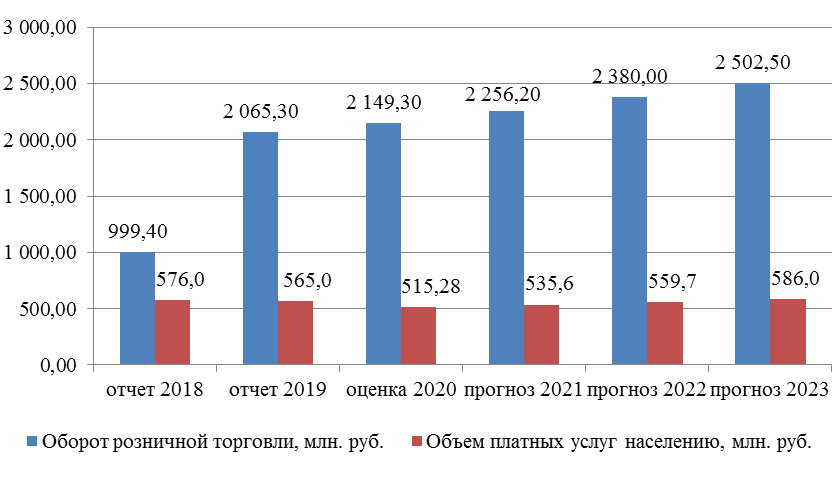 3 000,00
2 500,00
2 000,00
1 500,00
1 000,00
500,00
0,00
999,40
2 065,30
2 149,30
2 256,20
2 380,00
2 502,50
576,0
565,0
515,28
535,6
559,7
586,0
отчет 2018
отчет 2019
оценка 2020
прогноз 2021
прогноз 2022
прогноз 2023
Оборот розничной торговли, млн. руб.
Объем платных услуг населению, млн. руб.